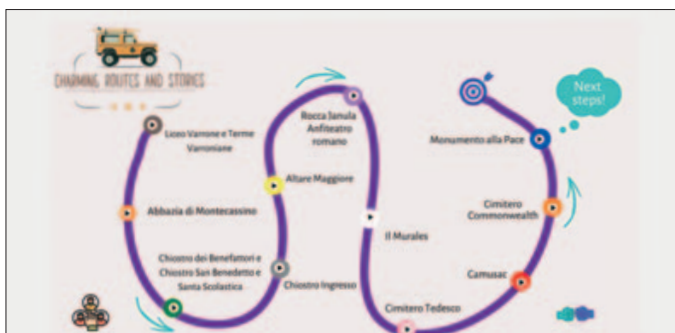 CHARMING ROUTES AND STORIES
Liceo Varrone e Terme
Varroniane
Abbazia di Montecassino
Chiostro dei Benefattori e
Chiostro San Benedetto e
Santa Scolastica
Chiostro Ingresso
Altare Maggiore
Rocca Janula
Anfiteatro
romano
Il Murales
Cimitero Tedesco
Camusac
Cimitero
Commonwealth
Monumento alla Pace
Next
steps!